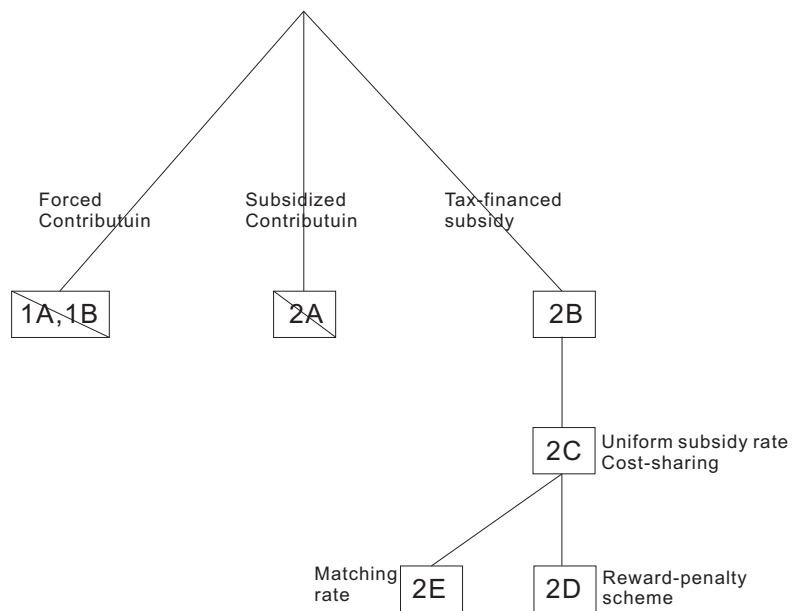 Forced
Contributuin
Subsidized
Contributuin
Tax-financed
subsidy
1A,1B
2A
2B
2C
Uniform subsidy rate
Cost-sharing
Matching
rate
2E
2D
Reward-penalty
scheme